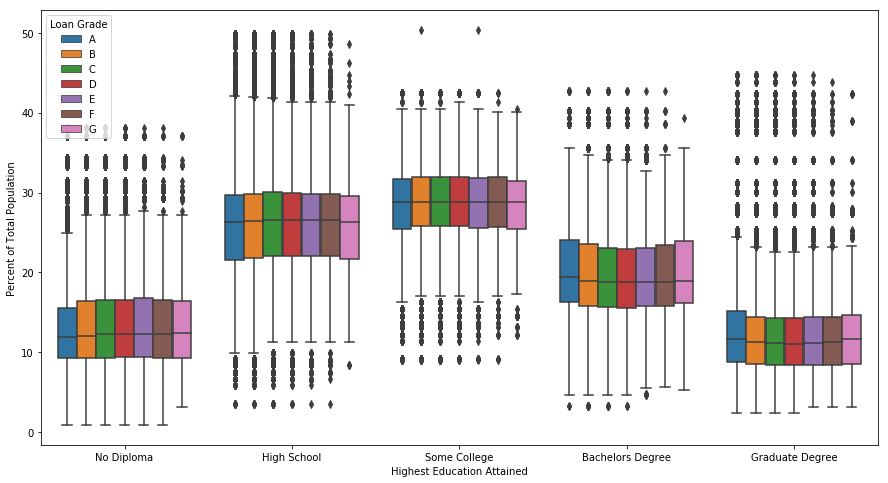 Loan Grade
A
B
C
D
E
F
G
50
40
30
20
10
0
Percent of Total Population
No Diploma
High School
Some College
Bachelors Degree
Graduate Degree
Highest Education Attained